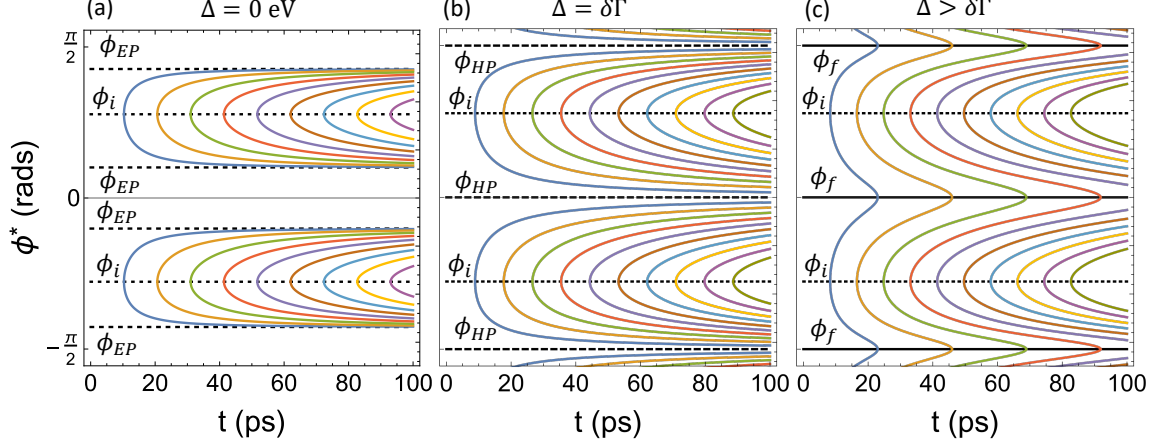 (a) Δ = 0 eV
(b) Δ = δΓ
(c) Δ > δΓ
ϕ* (rads)
π/2
0
−π/2
ϕ_EP
ϕ_i
ϕ_EP
ϕ_EP
ϕ_i
ϕ_EP
0 20 40 60 80 100
t (ps)
ϕ_HP
ϕ_i
ϕ_HP
ϕ_i
ϕ_HP
0 20 40 60 80 100
t (ps)
ϕ_f
ϕ_i
ϕ_f
ϕ_i
ϕ_f
0 20 40 60 80 100
t (ps)